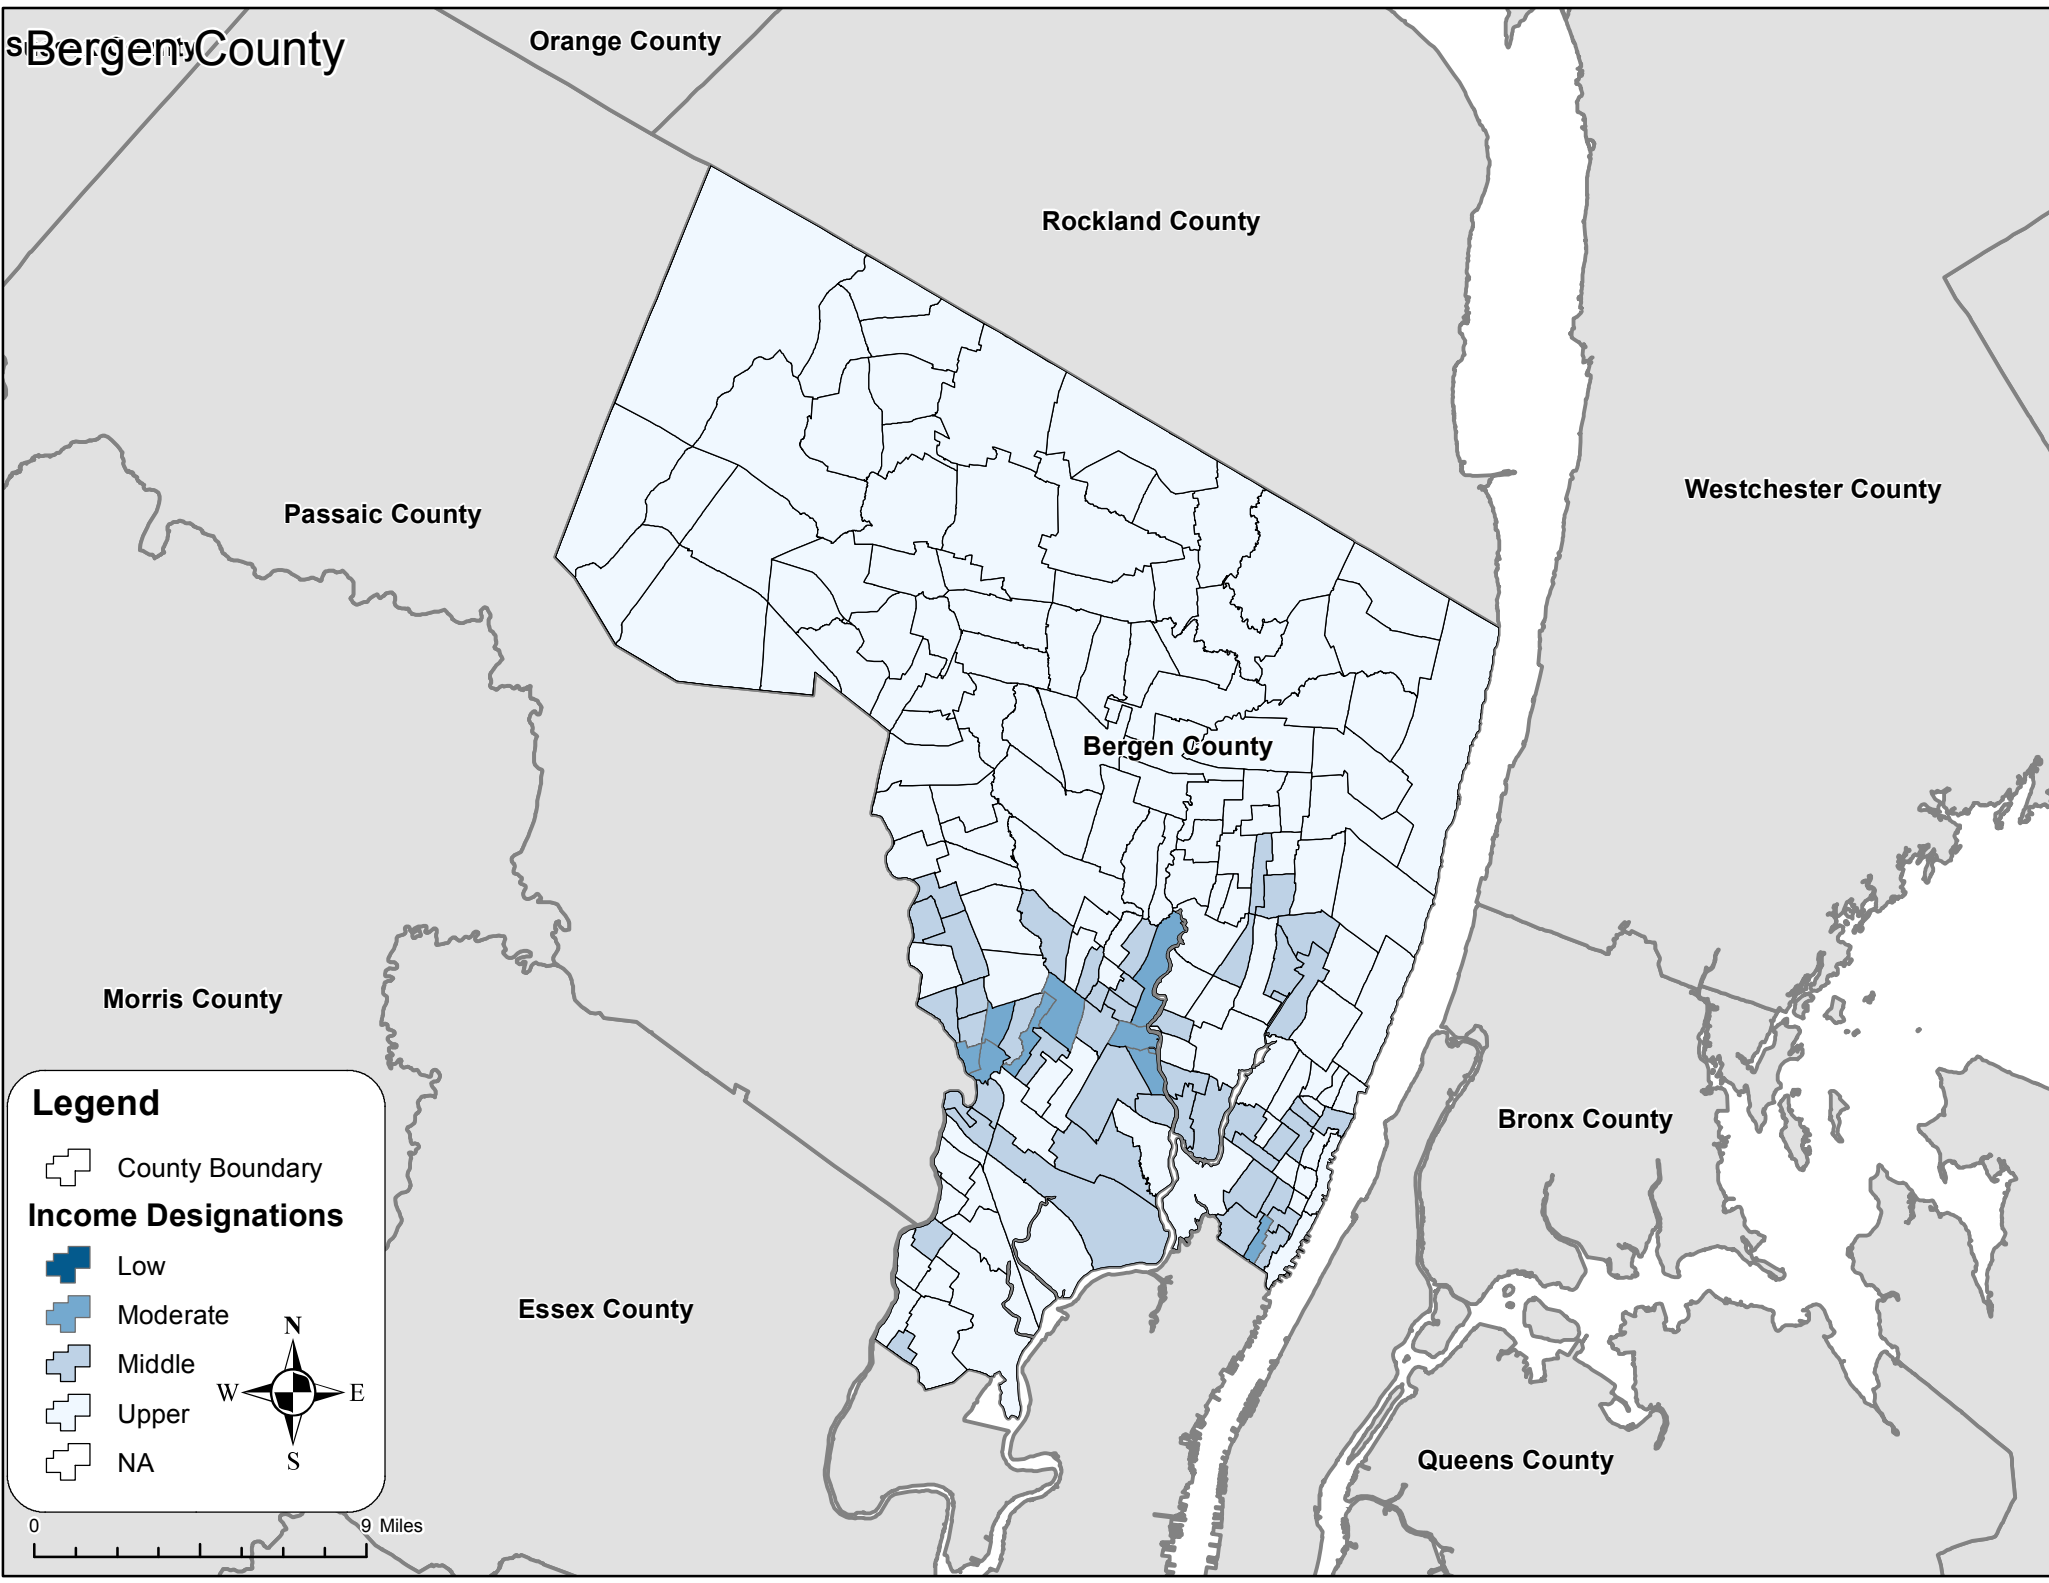 Bergen County
Orange County
Rockland County
Westchester County
Passaic County
Bergen County
Morris County
Bronx County
Essex County
Queens County
Legend
County Boundary
Income Designations
Low
Moderate
Middle
Upper
NA
N
W E
S
0 9 Miles